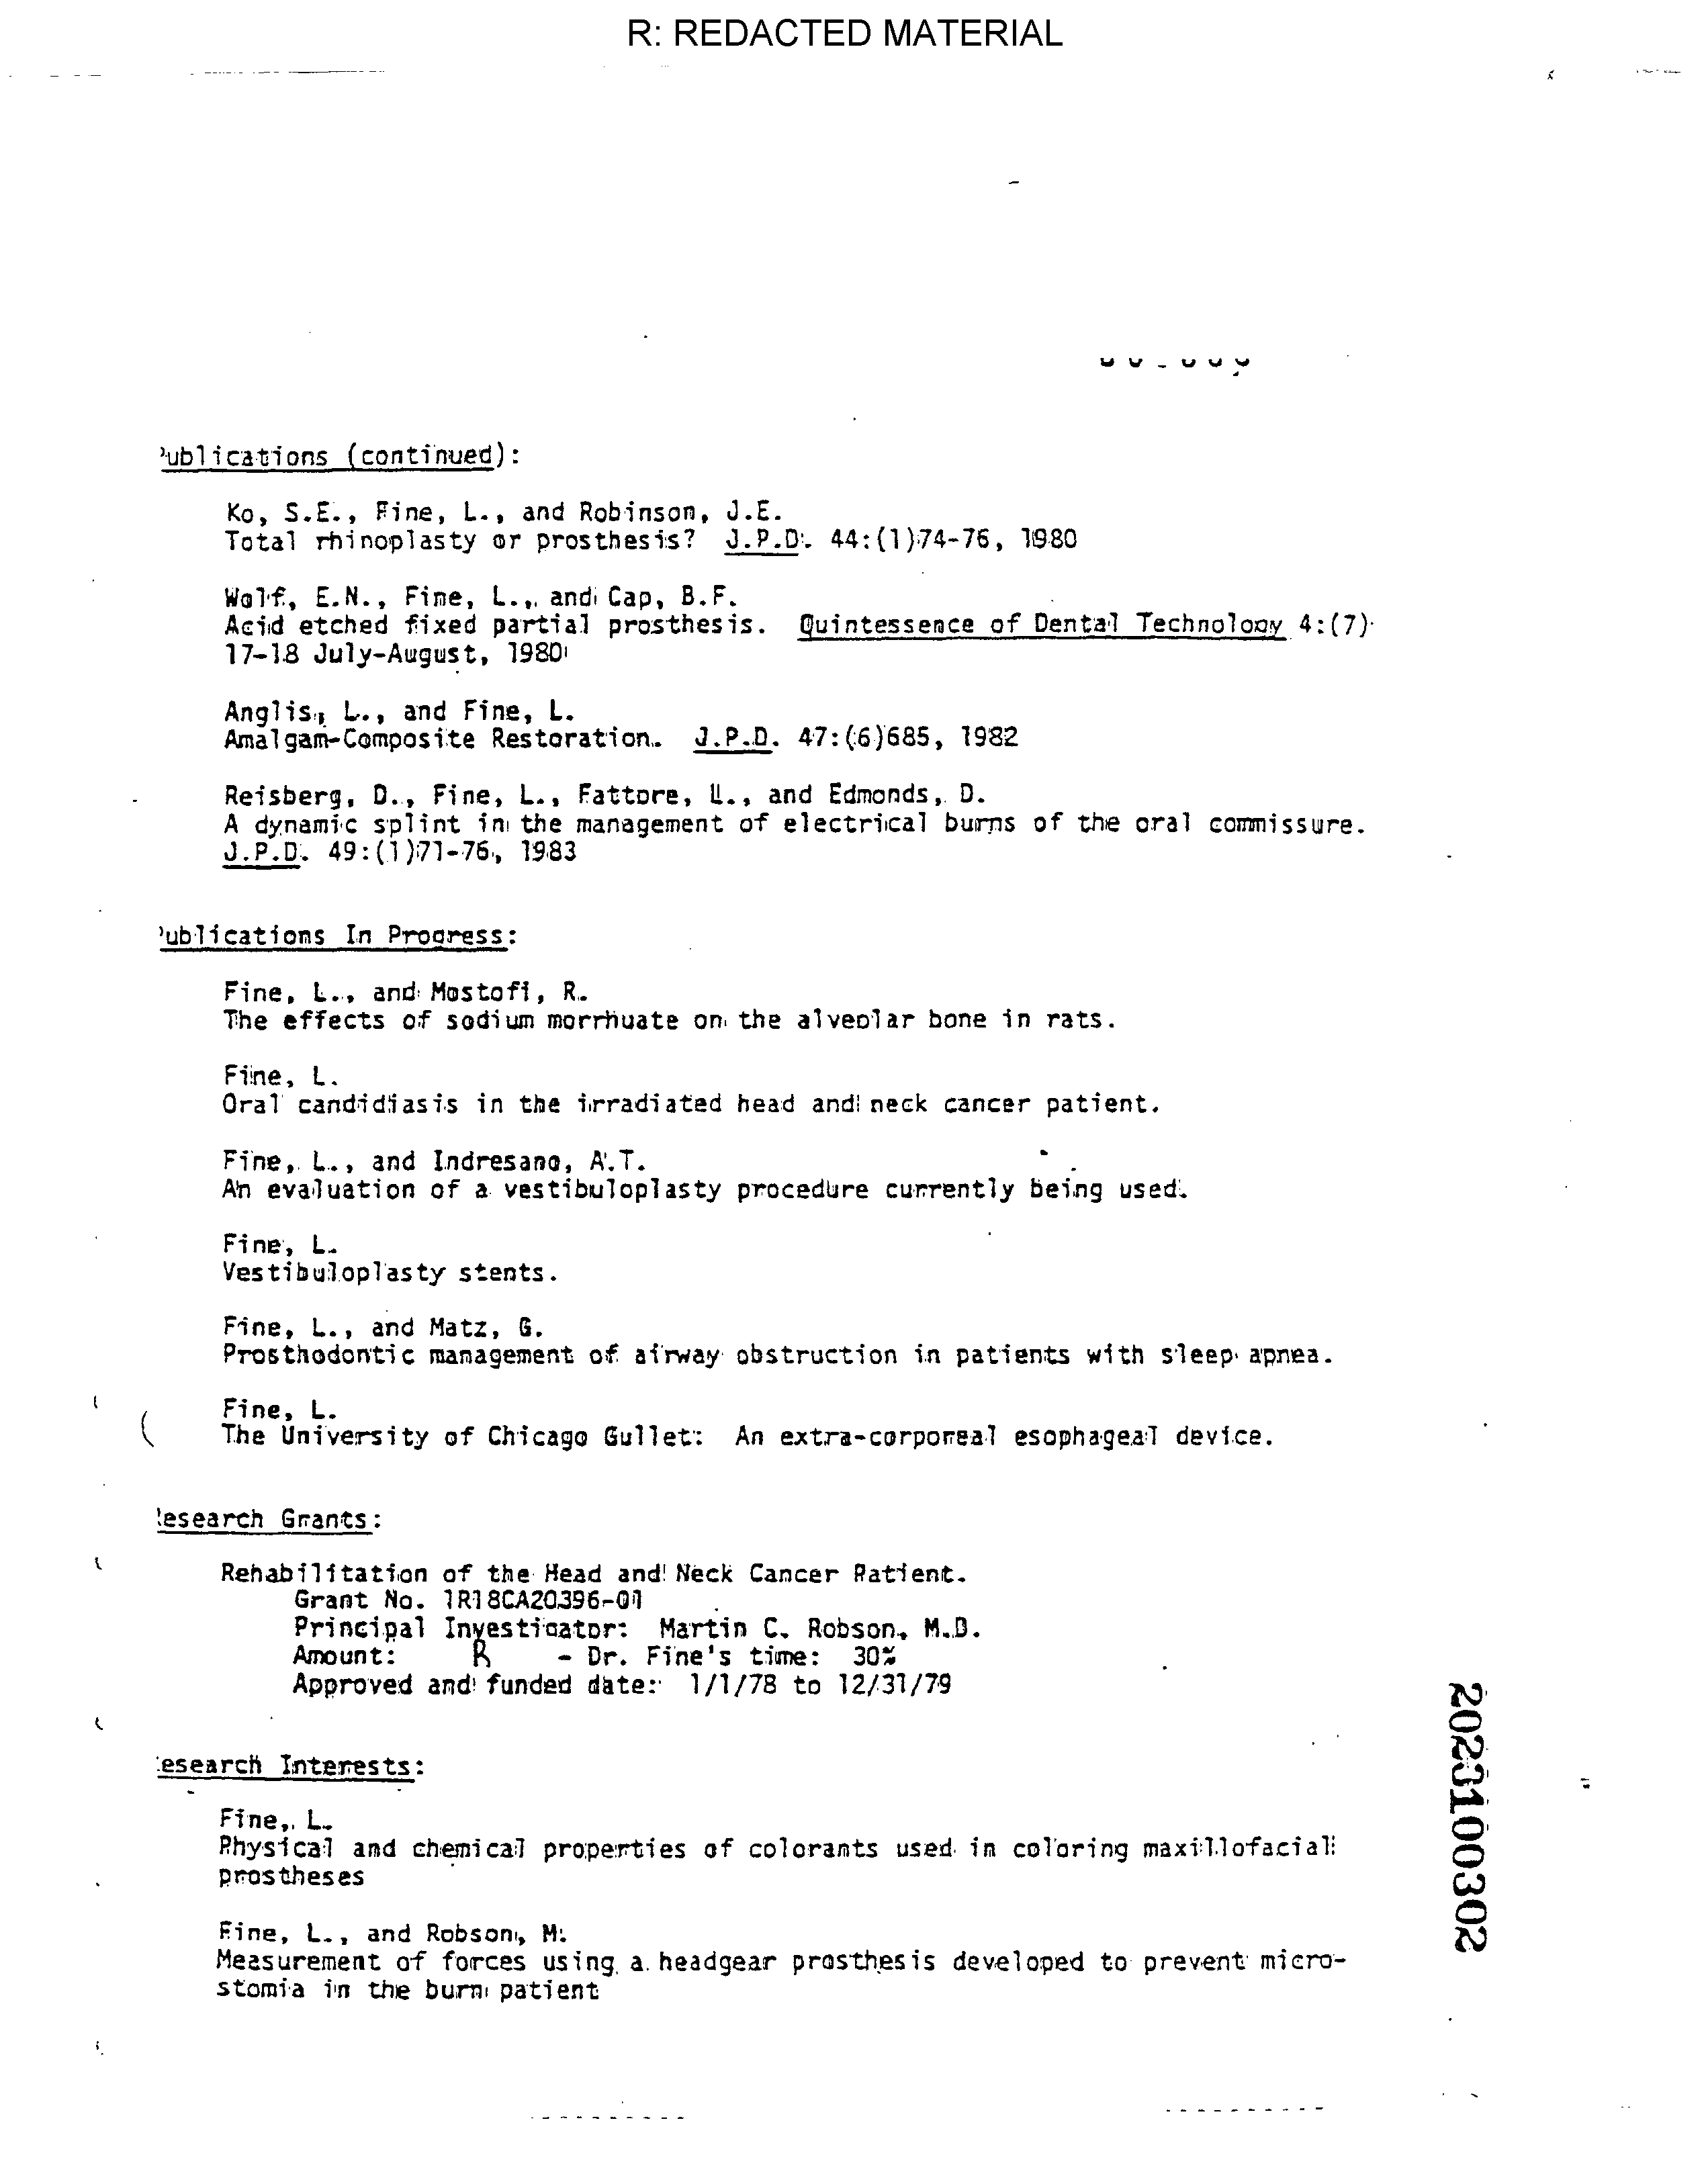 R: REDACTED MATERIAL
Publications (continued):
Ko, S.E., Fine, L., and Robinson, J.E.
Total rhinoplasty or prosthesis? J.P.D. 44:(1)74-76, 1980
Wolf, E.N., Fine, L., and Cap, B.F.
Acid etched fixed partial prosthesis. Quintessence of Dental Technology 4:(7)
17-18 July-August, 1980
Anglis, L., and Fine, L.
Amalgam-Composite Restoration. J.P.D. 47:(6)685, 1982
Reisberg, D., Fine, L., Fattore, L., and Edmonds, D.
A dynamic splint in the management of electrical burns of the oral commissure.
J.P.D. 49:(1)71-76, 1983
Publications In Progress:
Fine, L., and Mostofi, R.
The effects of sodium morrhuate on the alveolar bone in rats.
Fine, L.
Oral candidiasis in the irradiated head and neck cancer patient.
Fine, L., and Indresano, A.T.
An evaluation of a vestibuloplasty procedure currently being used.
Fine, L.
Vestibuloplasty stents.
Fine, L., and Matz, G.
Prosthodontic management of airway obstruction in patients with sleep apnea.
Fine, L.
The University of Chicago Gullet: An extra-corporeal esophageal device.
Research Grants:
Rehabilitation of the Head and Neck Cancer Patient.
Grant No. 1R18CA20396-01
Principal Investigator: Martin C. Robson, M.D.
Amount: R - Dr. Fine's time: 30%
Approved and funded date: 1/1/78 to 12/31/79
Research Interests:
Fine, L.
Physical and chemical properties of colorants used in coloring maxillofacial
prostheses
Fine, L., and Robson, M.
Measurement of forces using a headgear prosthesis developed to prevent micro-
stomia in the burn patient
2023100302